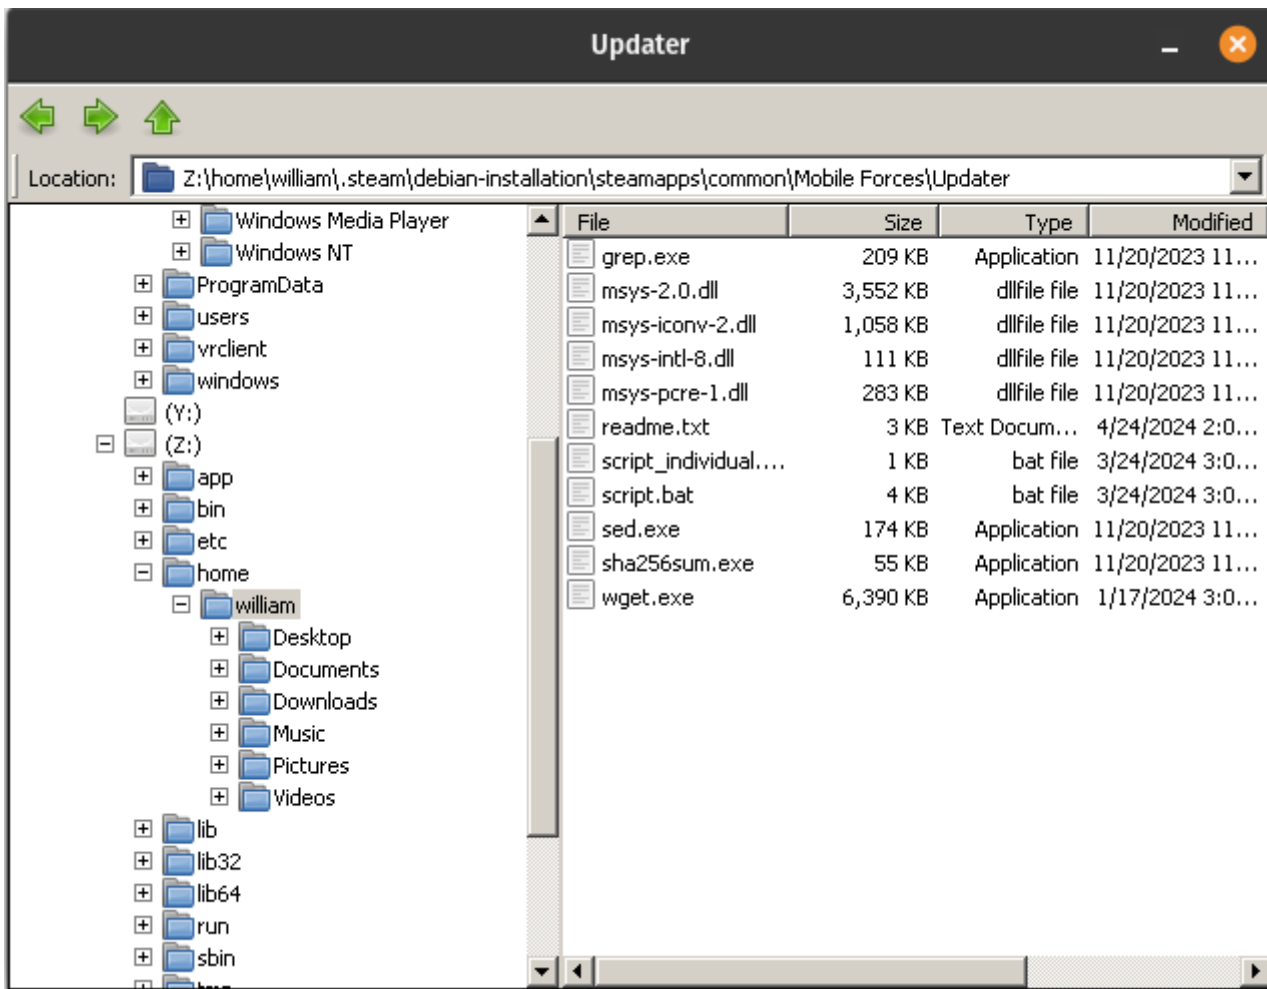 Updater
Location: Z:\home\william\.steam\debian-installation\steamapps\common\Mobile Forces\Updater
Windows Media Player
Windows NT
ProgramData
users
vrclient
windows
(Y:)
(Z:)
app
bin
etc
home
william
Desktop
Documents
Downloads
Music
Pictures
Videos
lib
lib32
lib64
run
sbin
File Size Type Modified
grep.exe 209 KB Application 11/20/2023 11...
msys-2.0.dll 3,552 KB dllfile file 11/20/2023 11...
msys-iconv-2.dll 1,058 KB dllfile file 11/20/2023 11...
msys-intl-8.dll 111 KB dllfile file 11/20/2023 11...
msys-pcre-1.dll 283 KB dllfile file 11/20/2023 11...
readme.txt 3 KB Text Docum... 4/24/2024 2:0...
script_individual.... 1 KB bat file 3/24/2024 3:0...
script.bat 4 KB bat file 3/24/2024 3:0...
sed.exe 174 KB Application 11/20/2023 11...
sha256sum.exe 55 KB Application 11/20/2023 11...
wget.exe 6,390 KB Application 1/17/2024 3:0...